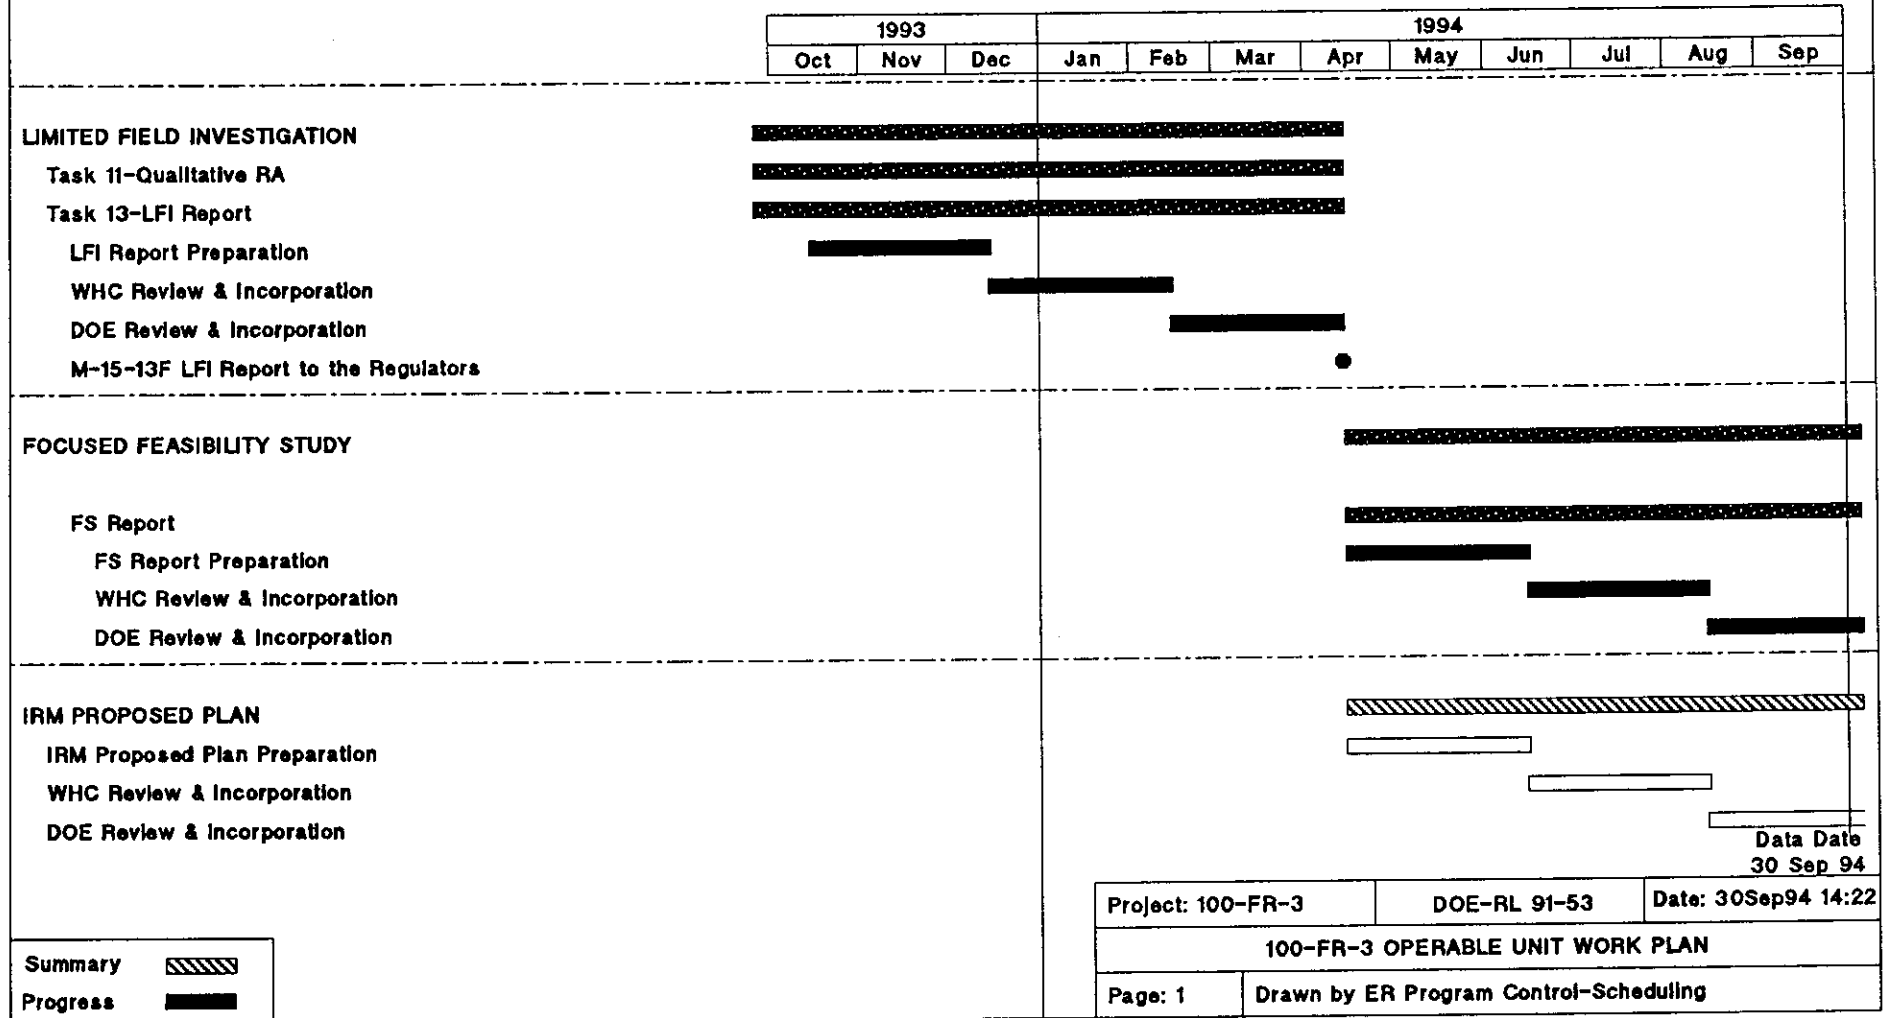 1993 1994
Oct Nov Dec Jan Feb Mar Apr May Jun Jul Aug Sep
LIMITED FIELD INVESTIGATION
Task 11-Qualitative RA
Task 13-LFI Report
LFI Report Preparation
WHC Review & Incorporation
DOE Review & Incorporation
M-15-13F LFI Report to the Regulators
FOCUSED FEASIBILITY STUDY
FS Report
FS Report Preparation
WHC Review & Incorporation
DOE Review & Incorporation
IRM PROPOSED PLAN
IRM Proposed Plan Preparation
WHC Review & Incorporation
DOE Review & Incorporation
Data Date
30 Sep 94
Project: 100-FR-3 DOE-RL 91-53 Date: 30Sep94 14:22
100-FR-3 OPERABLE UNIT WORK PLAN
Page: 1 Drawn by ER Program Control-Scheduling
Summary
Progress